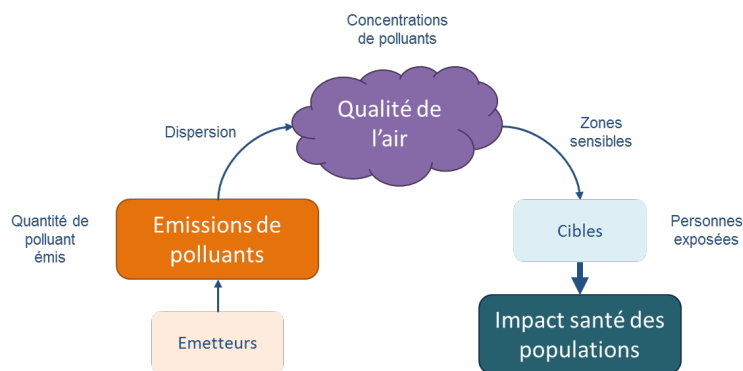 Concentrations
de polluants
Qualité de
l'air
Dispersion
Zones
sensibles
Quantité de
polluant
émis
Emissions de
polluants
Cibles
Personnes
exposées
Emetteurs
Impact santé des
populations